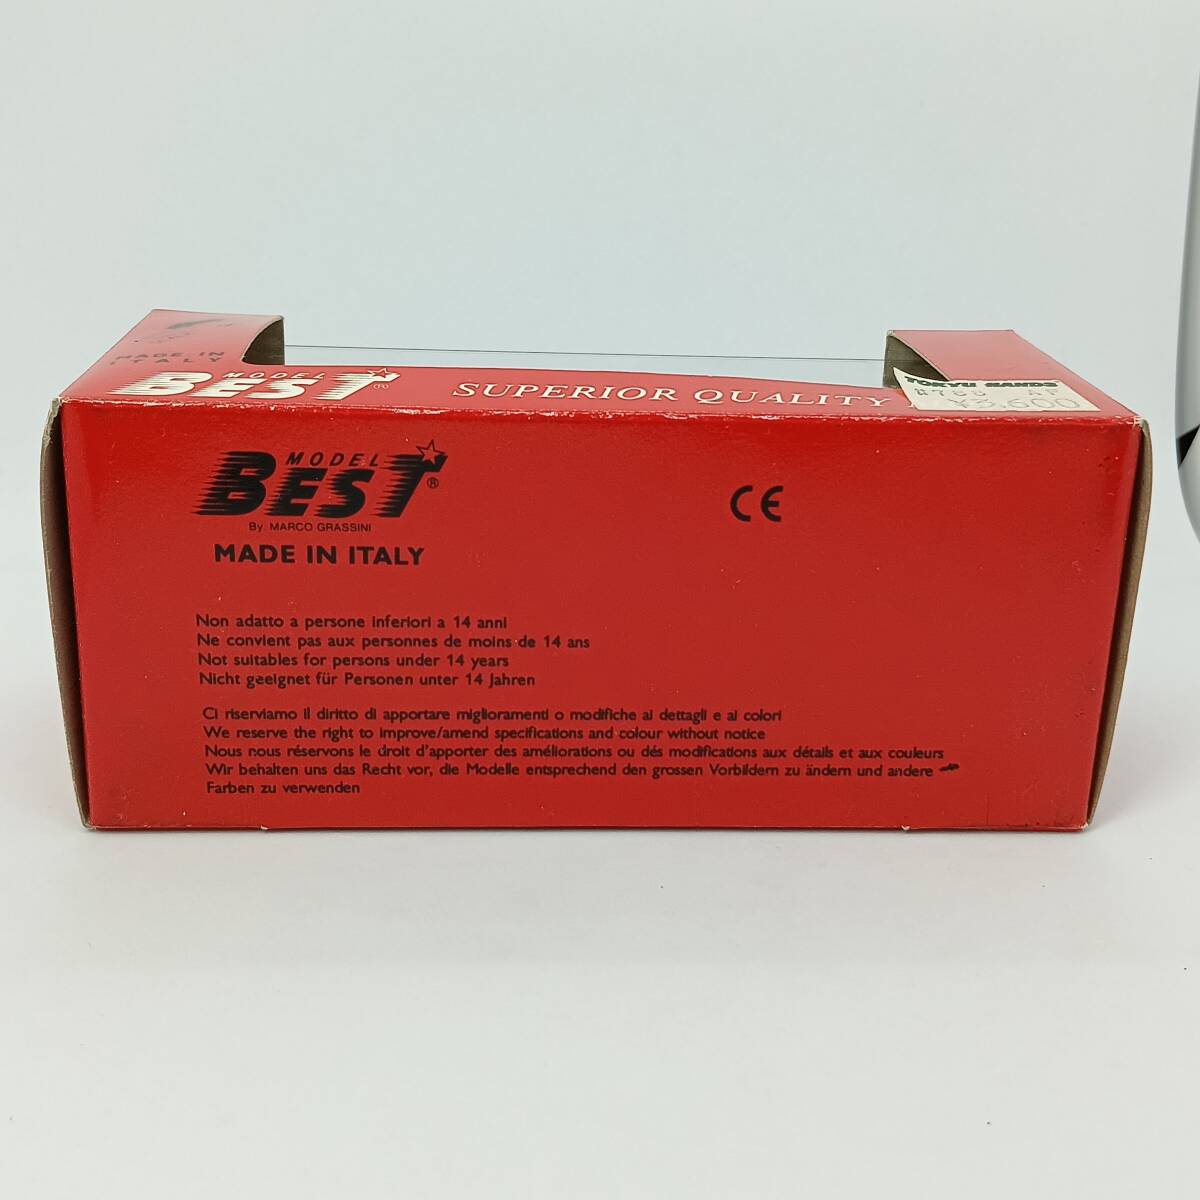 MADE IN
ITALY
MODEL
BEST ®
SUPERIOR QUALITY
TOKYU HANDS
¥3,600
MODEL
BEST ®
By MARCO GRASSINI
MADE IN ITALY
CE
Non adatto a persone inferiori a 14 anni
Ne convient pas aux personnes de moins de 14 ans
Not suitables for persons under 14 years
Nicht geeignet für Personen unter 14 Jahren
Ci riserviamo il diritto di apportare miglioramenti o modifiche ai dettagli e ai colori
We reserve the right to improve/amend specifications and colour without notice
Nous nous réservons le droit d'apporter des améliorations ou dés modifications aux détails et aux couleurs
Wir behalten uns das Recht vor, die Modelle entsprechend den grossen Vorbildern zu ändern und andere
Farben zu verwenden